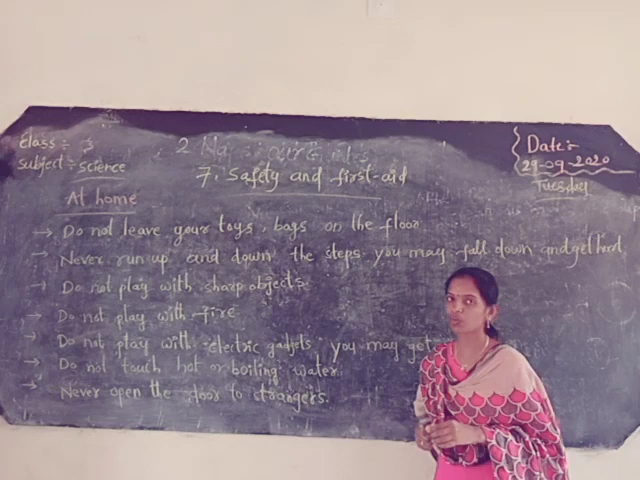 class :- 3
subject :- science
Date:-
29-09-2020
Tuesday
7. Safety and first-aid
At home
→ Do not leave your toys, bags on the floor
→ Never run up and down the steps you may fall down and get hurt
→ Do not play with sharp objects
→ Do not play with fire
→ Do not play with electric gadgets you may get
→ Do not touch hot or boiling water.
→ Never open the door to strangers.